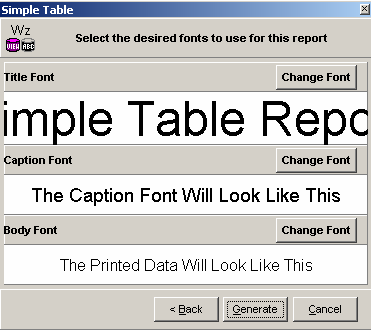 Simple Table
Wz
VIEW ABC
Select the desired fonts to use for this report
Title Font
Change Font
imple Table Repo
Caption Font
Change Font
The Caption Font Will Look Like This
Body Font
Change Font
The Printed Data Will Look Like This
< Back
Generate
Cancel